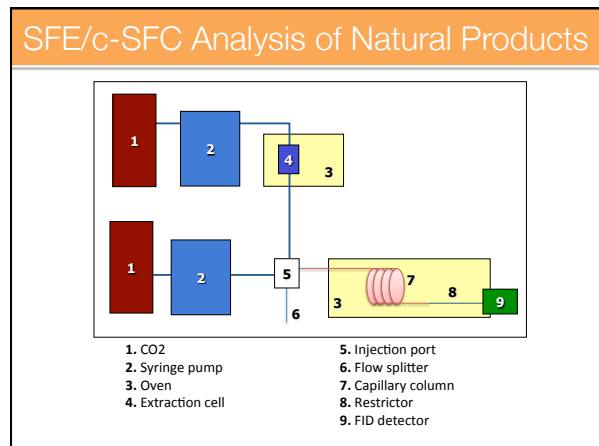 SFE/c-SFC Analysis of Natural Products
1
2
4
3
1
2
5
7
8
3
9
6
1. CO2
2. Syringe pump
3. Oven
4. Extraction cell
5. Injection port
6. Flow splitter
7. Capillary column
8. Restrictor
9. FID detector